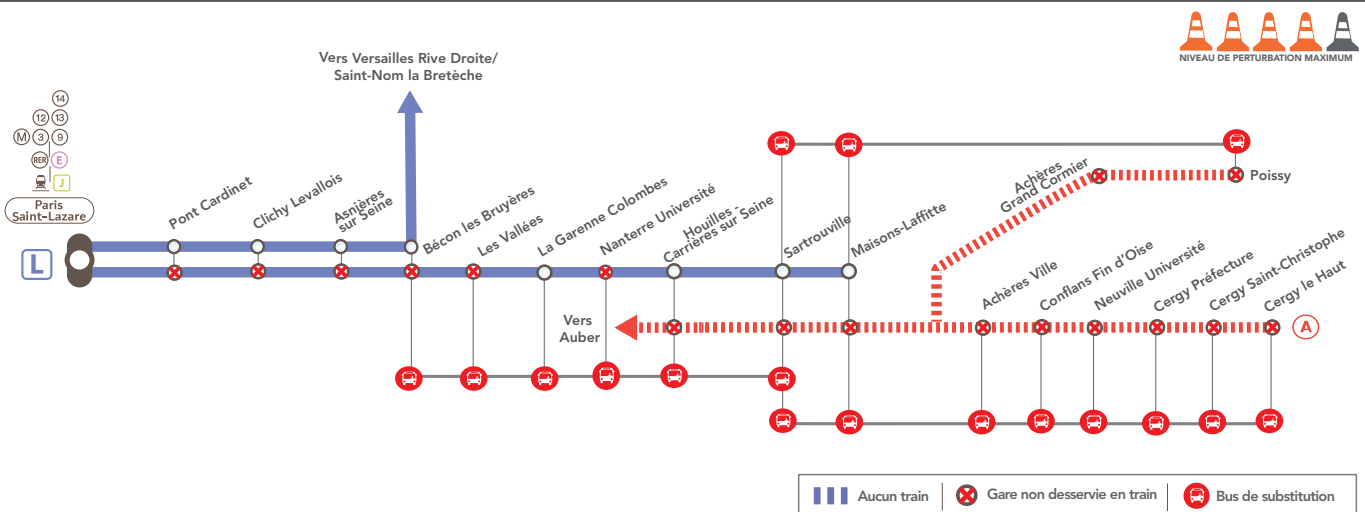 NIVEAU DE PERTURBATION MAXIMUM
Vers Versailles Rive Droite/
Saint-Nom la Bretèche
14
12 13
M 3 9
RER E
J
Paris
Saint-Lazare
L
Pont Cardinet
Clichy Levallois
Asnières
sur Seine
Bécon les Bruyères
Les Vallées
La Garenne Colombes
Nanterre Université
Houilles -
Carrières sur Seine
Sartrouville
Maisons-Laffitte
Achères
Grand Cormier
Poissy
Vers
Auber
Achères Ville
Conflans Fin d'Oise
Neuville Université
Cergy Préfecture
Cergy Saint-Christophe
Cergy le Haut
A
Aucun train
Gare non desservie en train
Bus de substitution